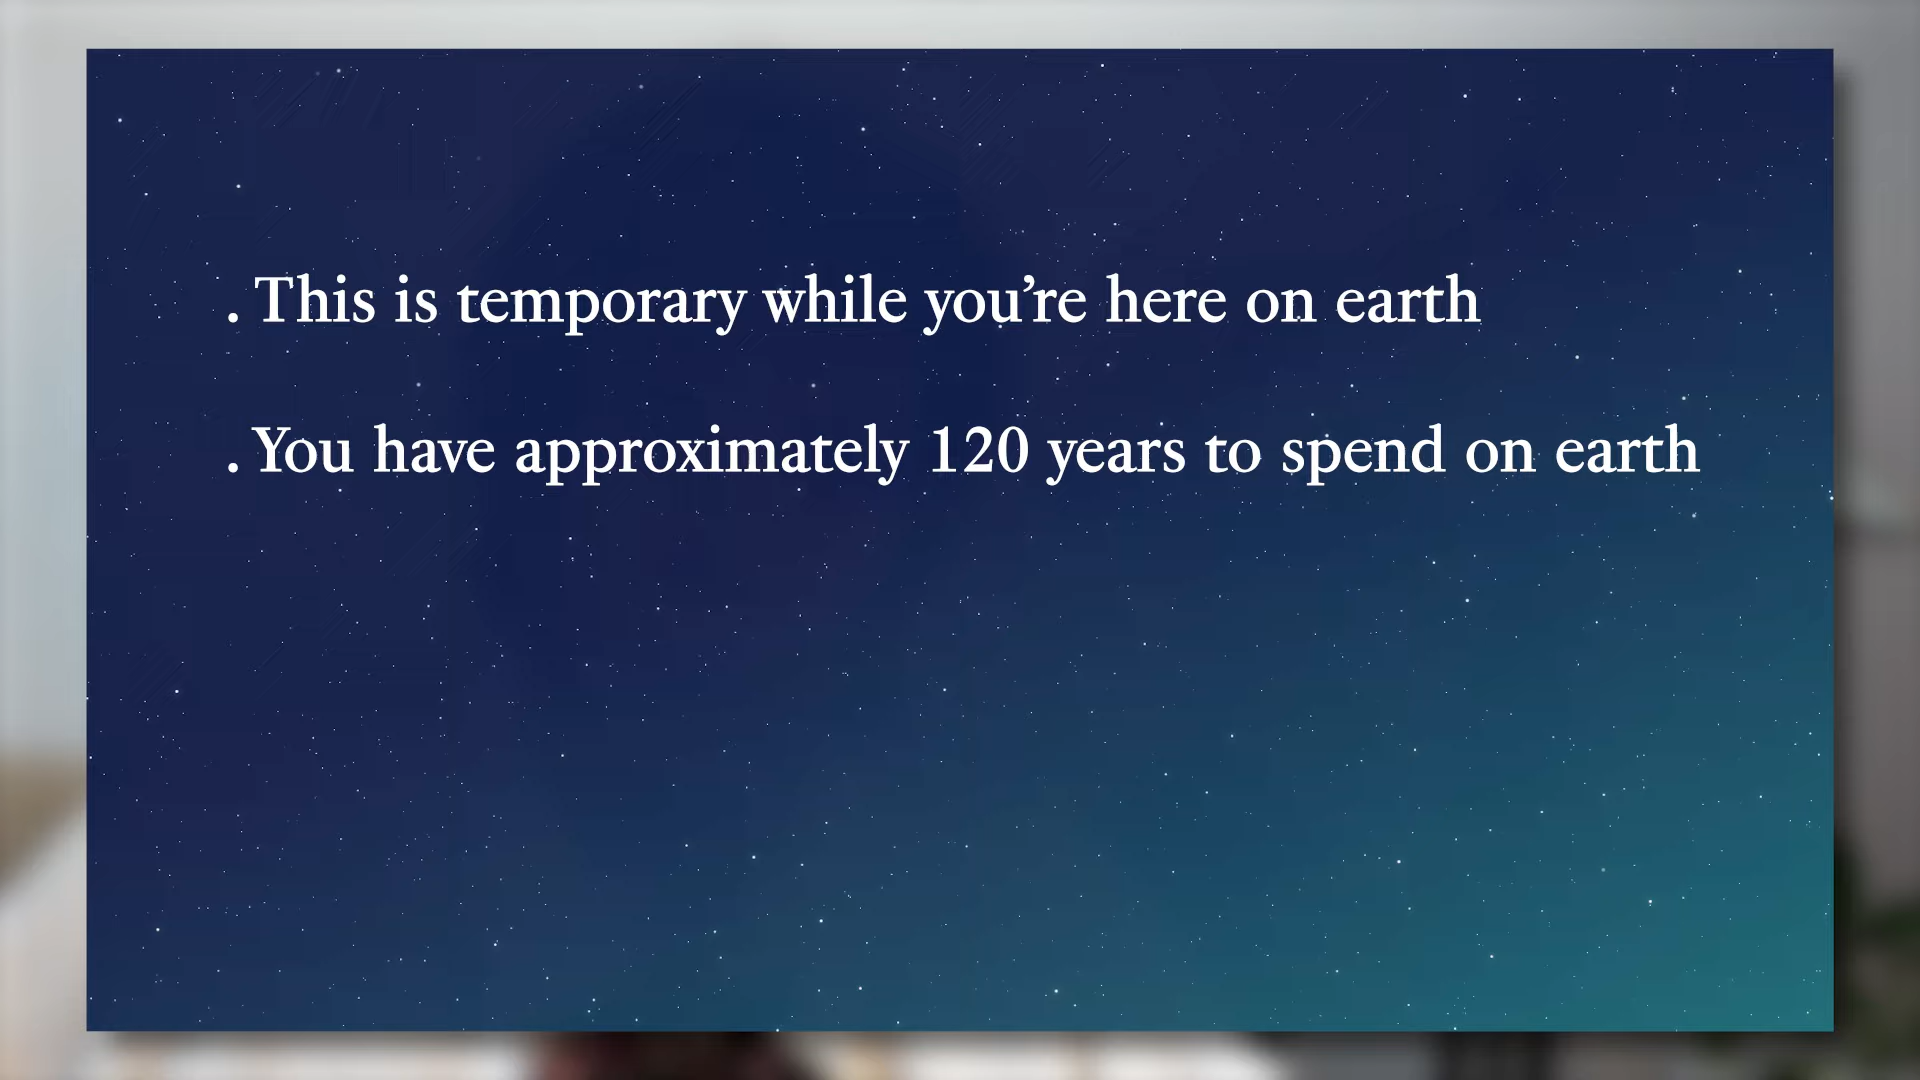 . This is temporary while you’re here on earth
. You have approximately 120 years to spend on earth